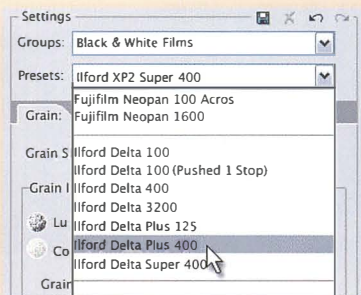 Settings
Groups: Black & White Films
Presets: Ilford XP2 Super 400
Fujifilm Neopan 100 Acros
Grain: Fujifilm Neopan 1600
Grain S Ilford Delta 100
Ilford Delta 100 (Pushed 1 Stop)
Grain I Ilford Delta 400
Ilford Delta 3200
Lu Ilford Delta Plus 125
Ilford Delta Plus 400
Co Ilford Delta Super 400
Grain